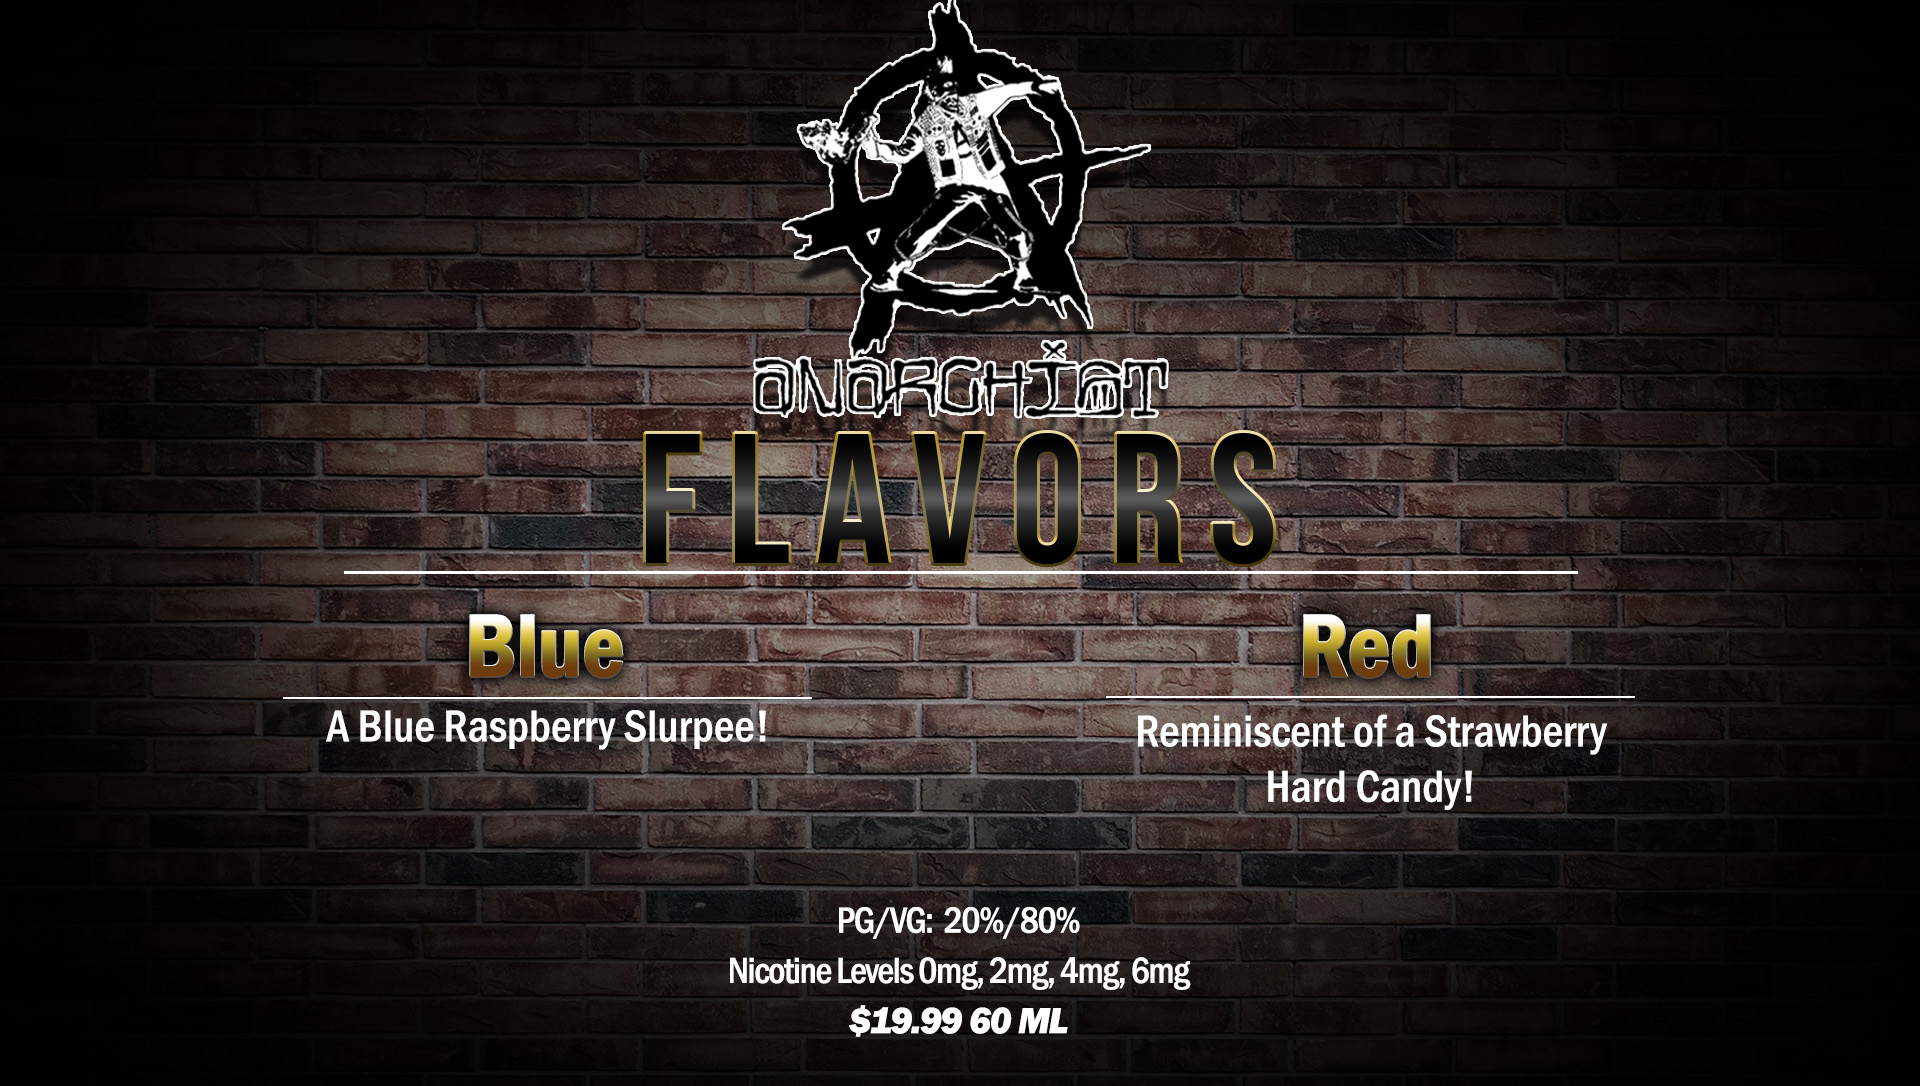 ANARCHIST
FLAVORS
Blue
A Blue Raspberry Slurpee!
Red
Reminiscent of a Strawberry
Hard Candy!
PG/VG: 20%/80%
Nicotine Levels 0mg, 2mg, 4mg, 6mg
$19.99 60 ML